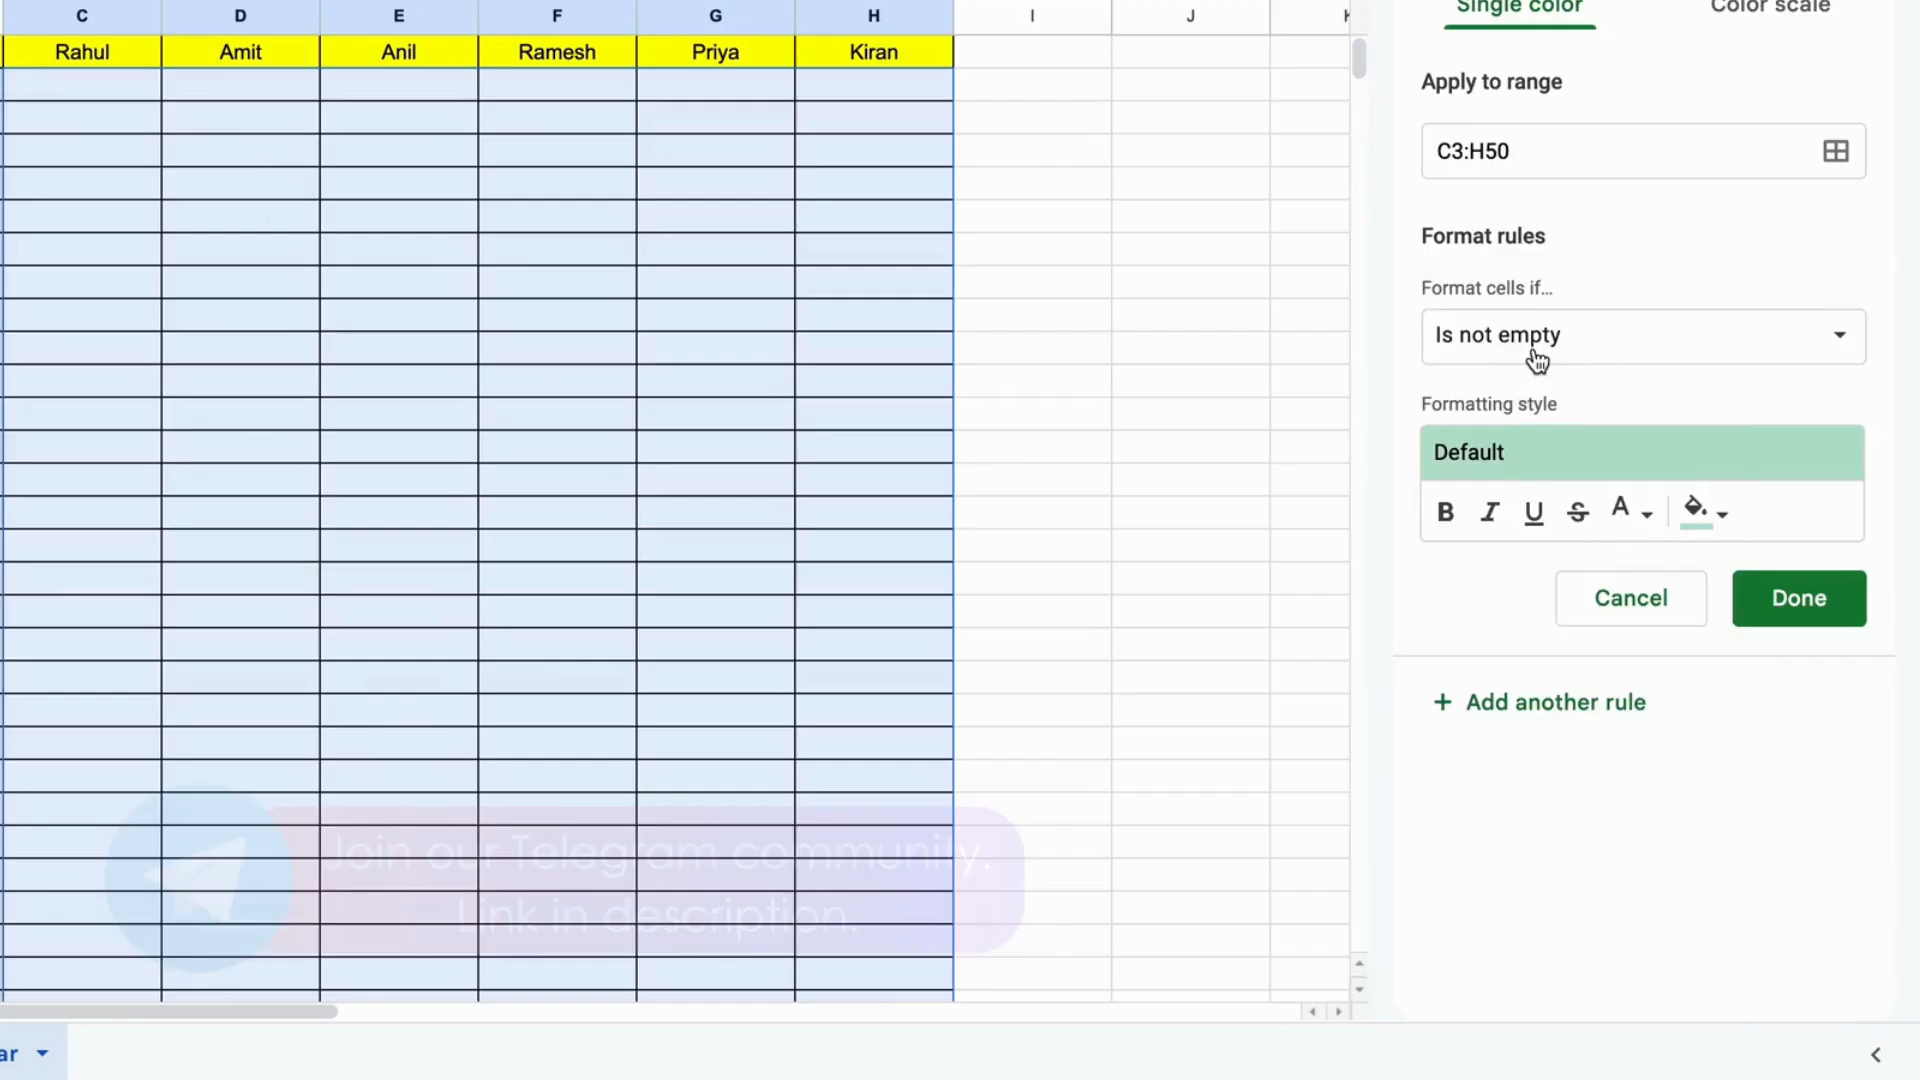 C D E F G H I J
Rahul Amit Anil Ramesh Priya Kiran
Single color Color scale
Apply to range
C3:H50
Format rules
Format cells if...
Is not empty
Formatting style
Default
B I U S A
Cancel Done
+ Add another rule
Join our Telegram community.
Link in description.
ar